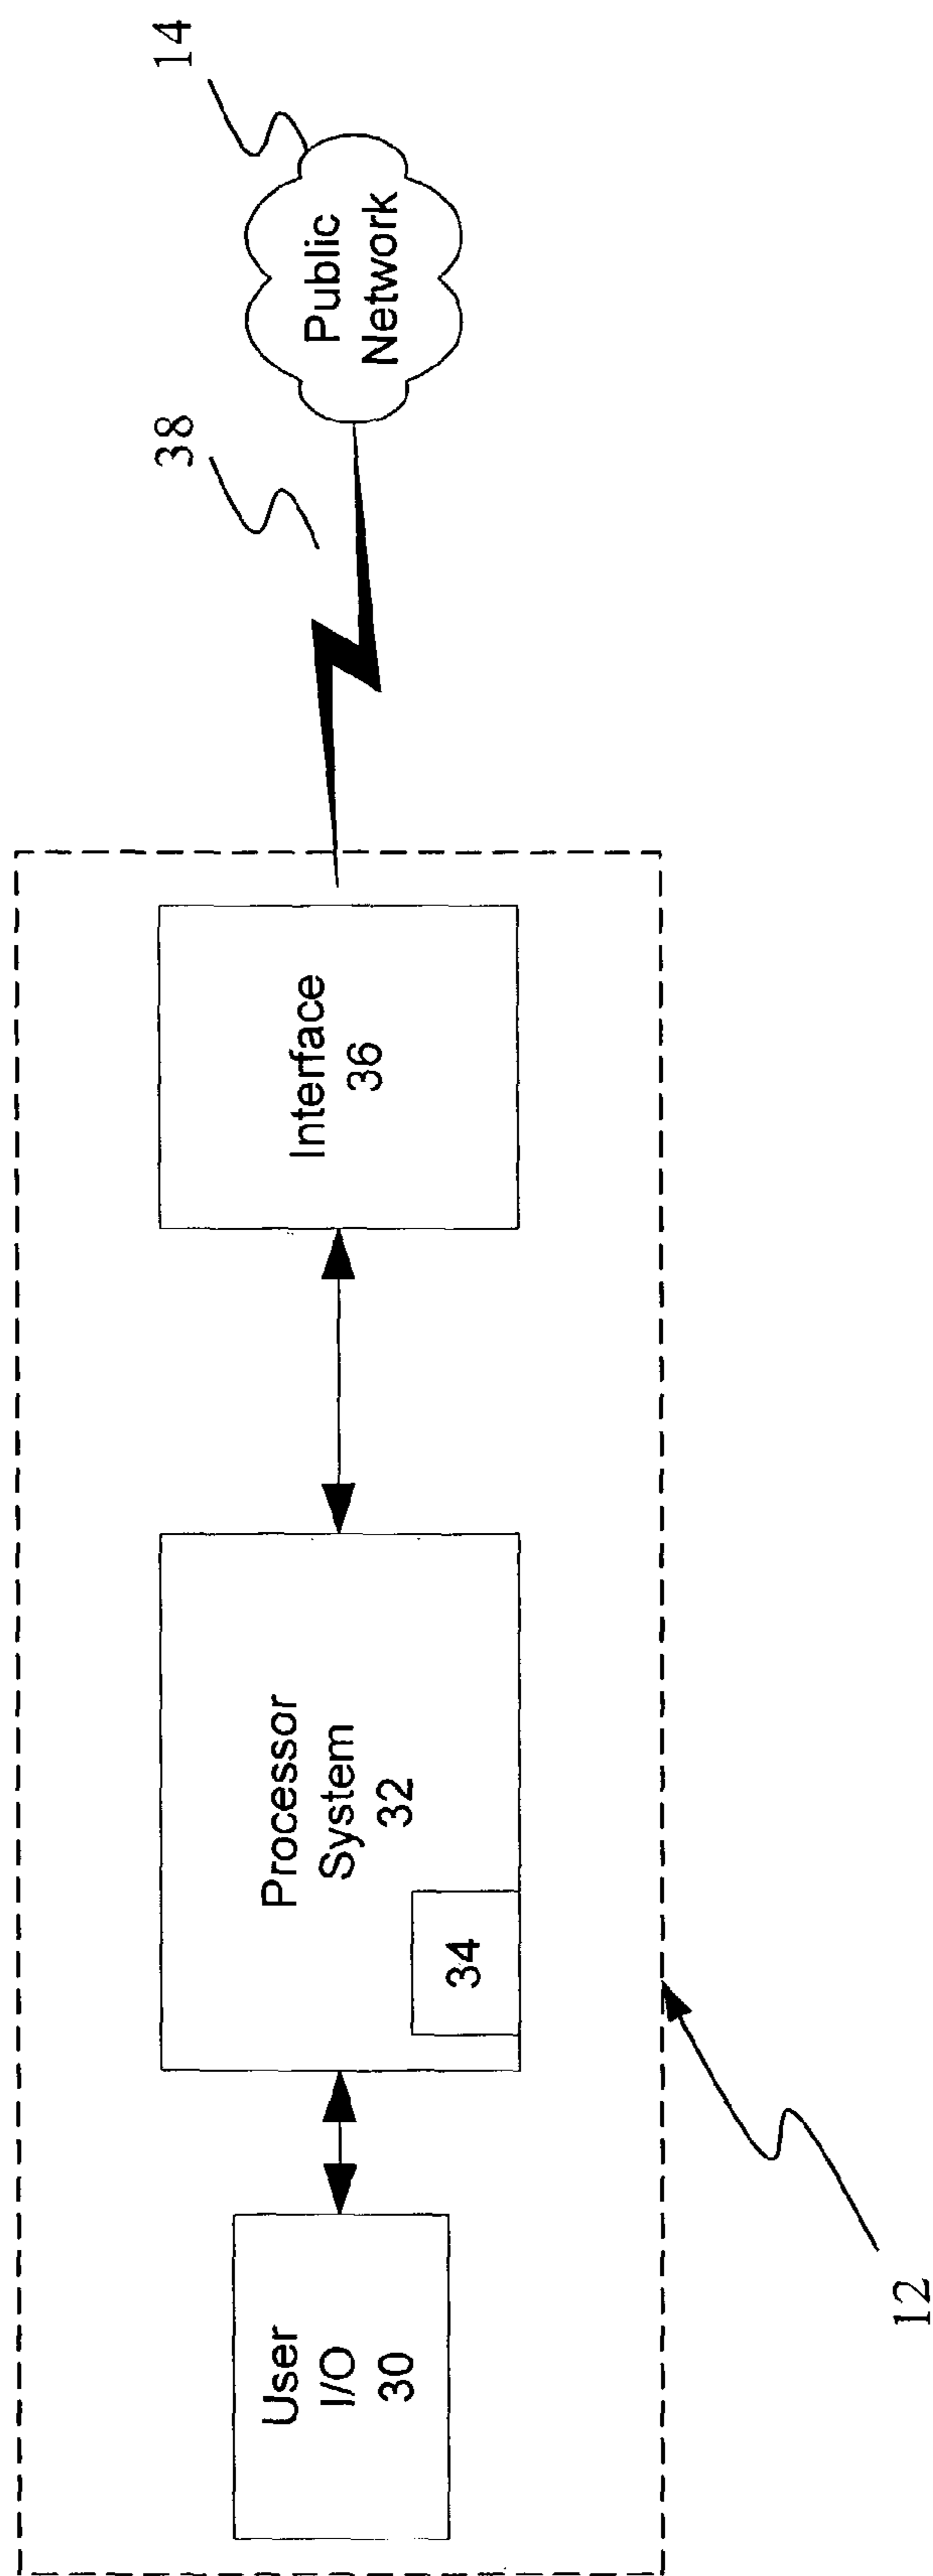 User
I/O
30
Processor
System
32
34
Interface
36
38
Public
Network
14
12